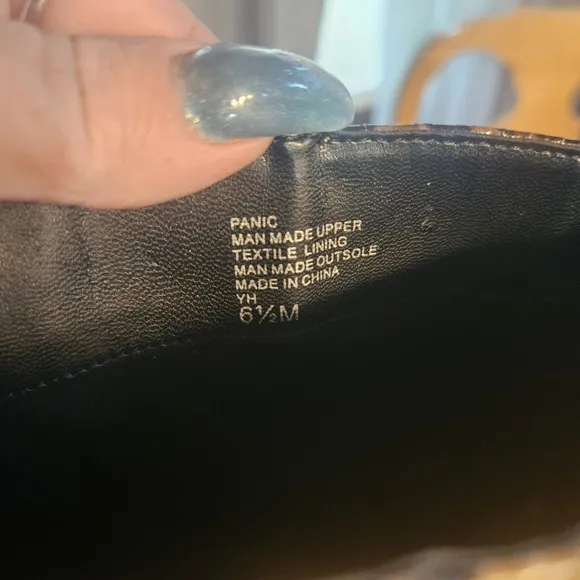 PANIC
MAN MADE UPPER
TEXTILE LINING
MAN MADE OUTSOLE
MADE IN CHINA
YH
6½M